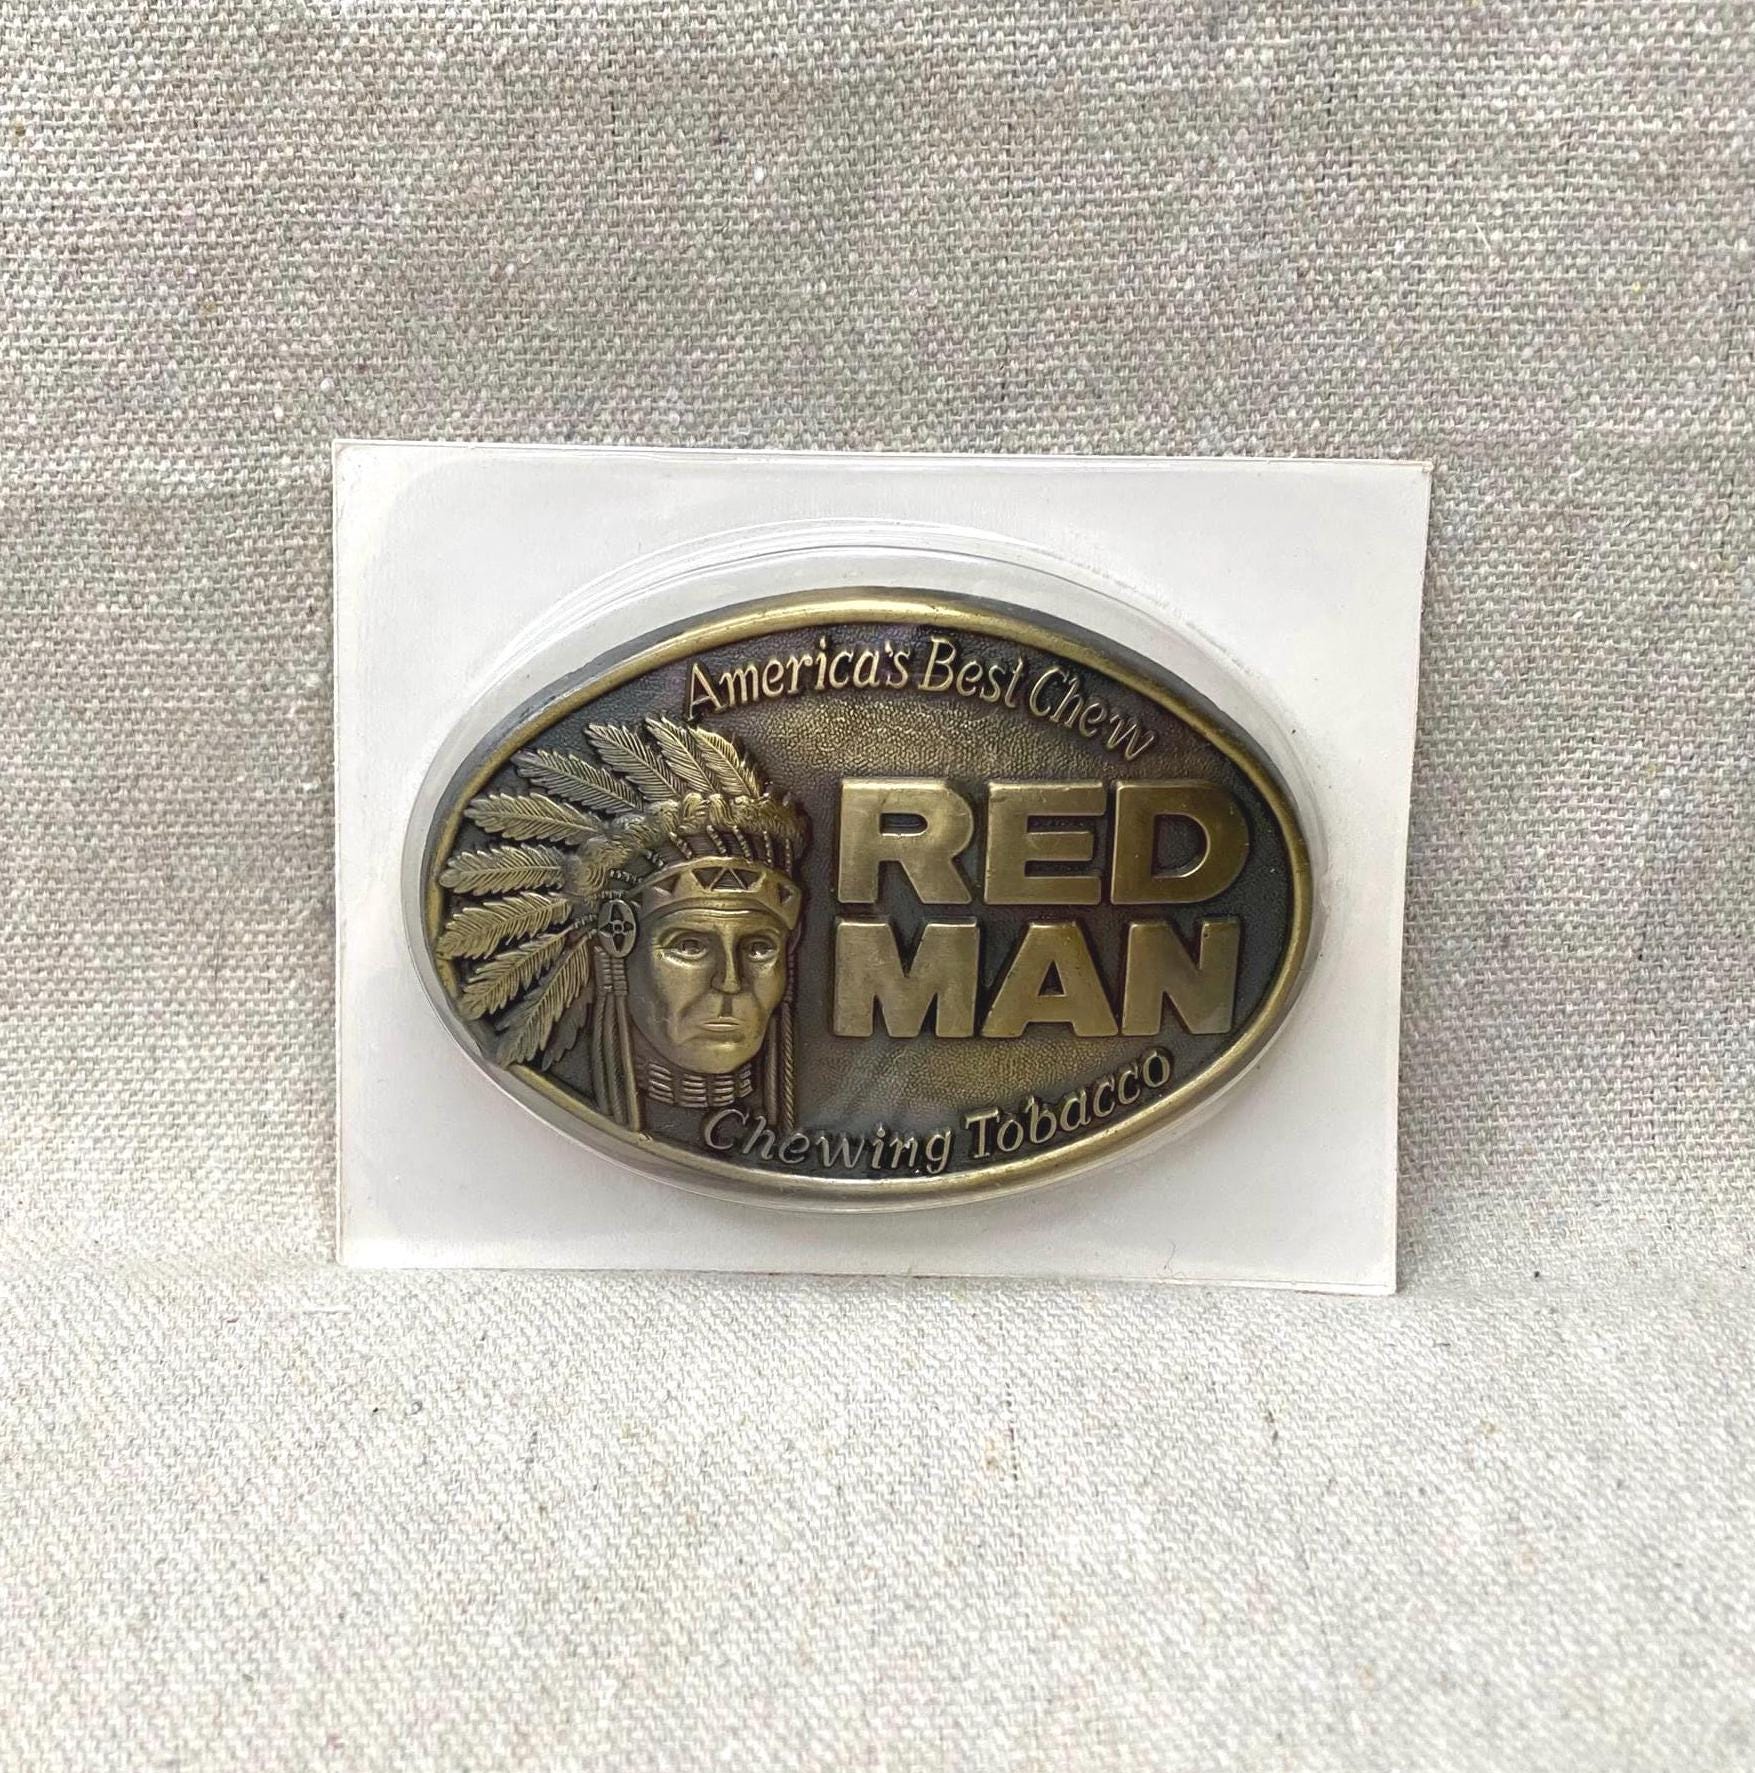 America's Best Chew
RED
MAN
Chewing Tobacco